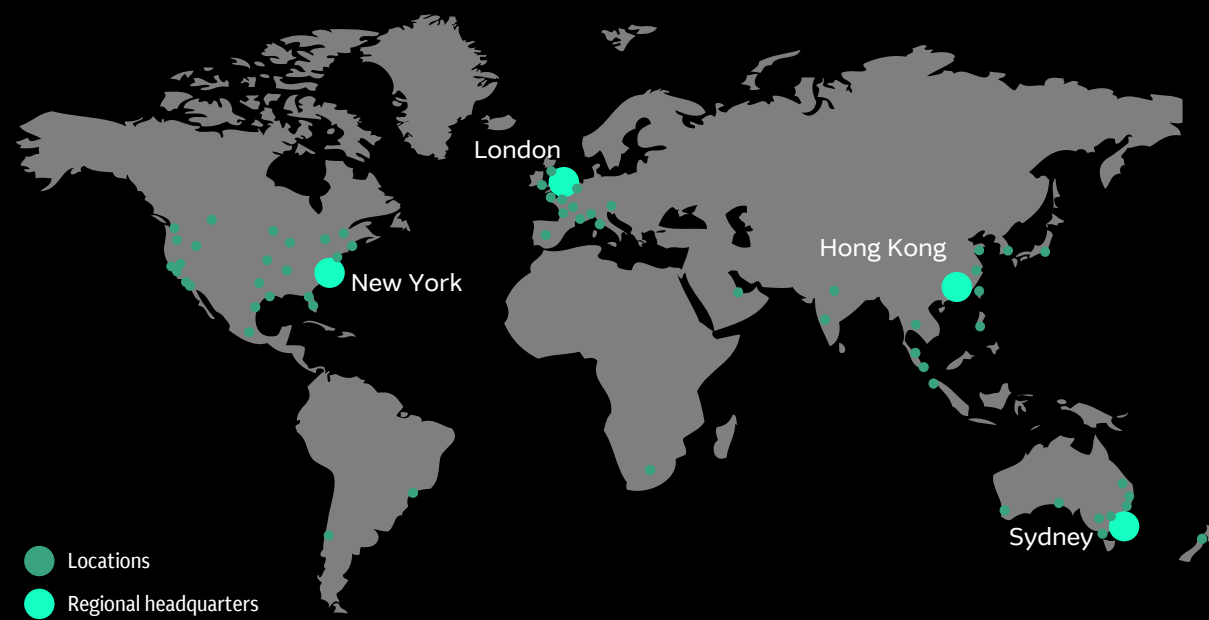 London
Hong Kong
New York
Sydney
Locations
Regional headquarters